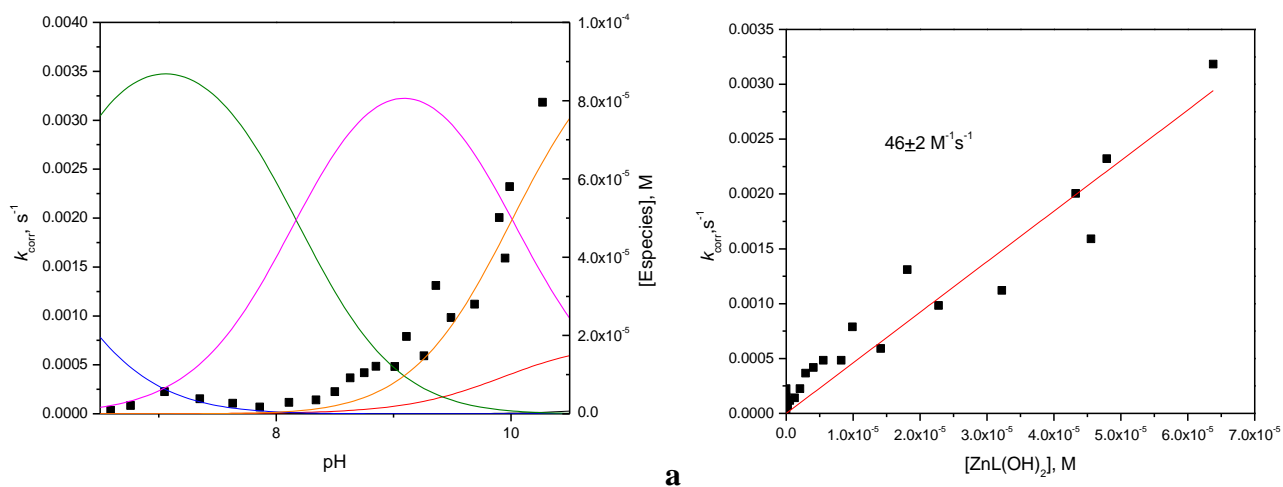 0.0040
0.0035
0.0030
0.0025
0.0020
0.0015
0.0010
0.0005
0.0000
k_corr, s^-1
8
10
pH
1.0x10^-4
8.0x10^-5
6.0x10^-5
4.0x10^-5
2.0x10^-5
0.0
[Especies], M
a
0.0035
0.0030
0.0025
0.0020
0.0015
0.0010
0.0005
0.0000
k_corr,s^-1
46±2 M^-1s^-1
0.0
1.0x10^-5
2.0x10^-5
3.0x10^-5
4.0x10^-5
5.0x10^-5
6.0x10^-5
7.0x10^-5
[ZnL(OH)_2], M